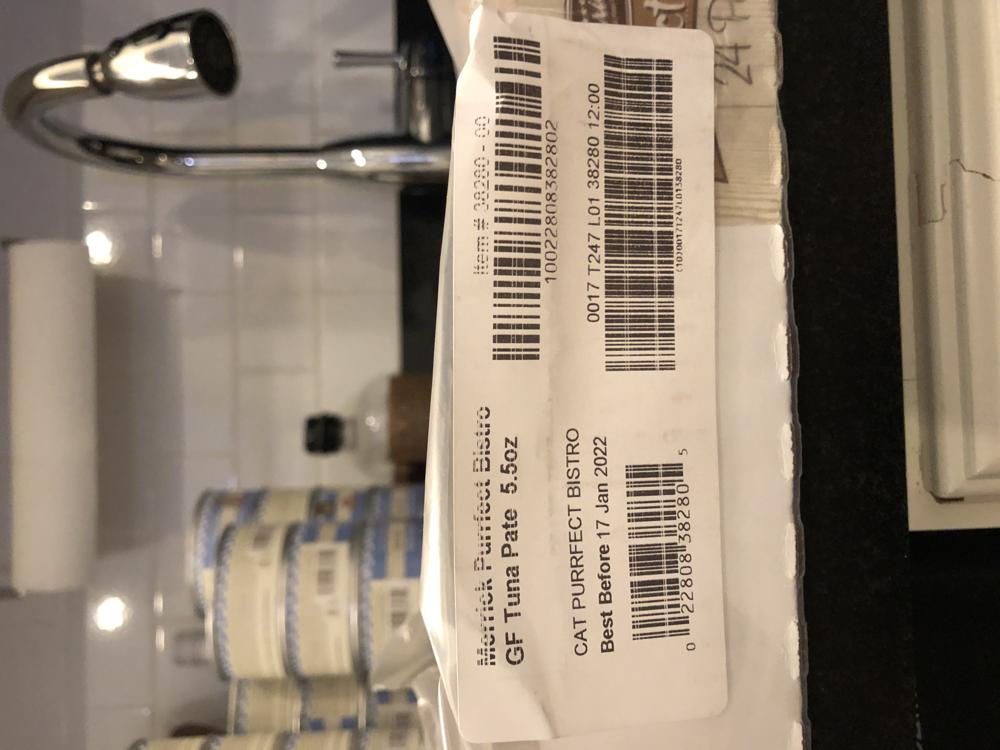 Merrick Purrfect Bistro
GF Tuna Pate 5.5oz
Item # 38280 - 00
10022808382802
CAT PURRFECT BISTRO
Best Before 17 Jan 2022
0 22808 38280 5
0017 T247 L01 38280 12:00
(10)0017T247L0138280
24 P